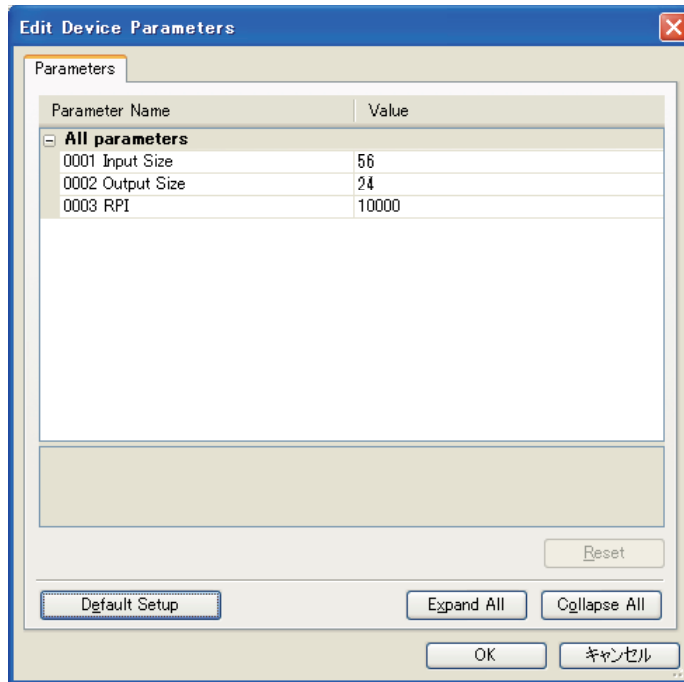 Edit Device Parameters
Parameters
Parameter Name Value
All parameters
0001 Input Size 56
0002 Output Size 24
0003 RPI 10000
Reset
Default Setup Expand All Collapse All
OK キャンセル